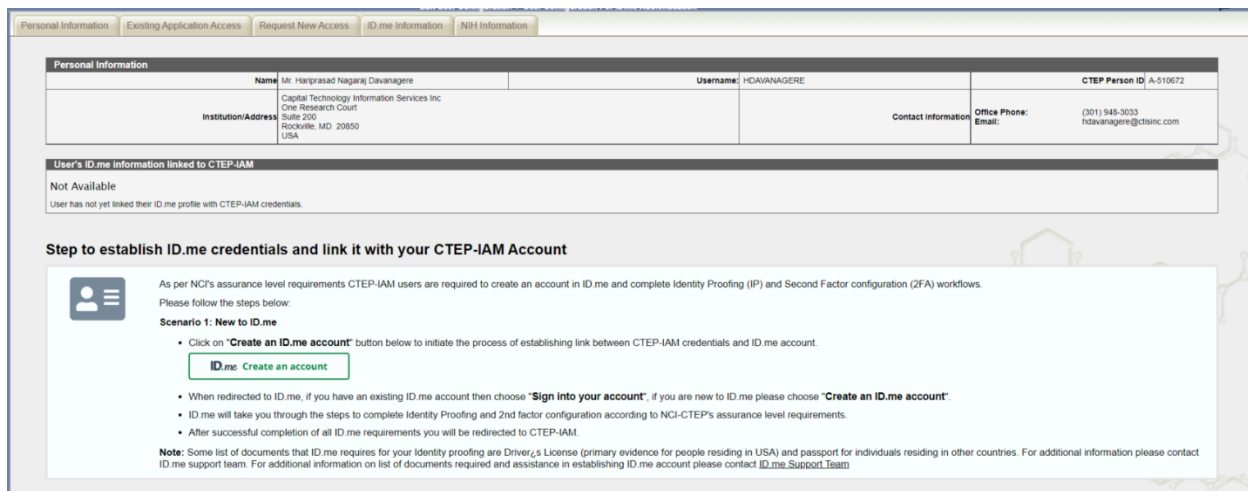 Personal Information
Existing Application Access
Request New Access
ID.me Information
NIH Information
Personal Information
Name Mr. Hariprasad Nagaraj Davanagere
Username: HDAVANAGERE
CTEP Person ID A-510672
Institution/Address
Capital Technology Information Services Inc
One Research Court
Suite 200
Rockville, MD 20850
USA
Contact Information
Office Phone: (301) 948-3033
Email: hdavanagere@ctisinc.com
User's ID.me information linked to CTEP-IAM
Not Available
User has not yet linked their ID.me profile with CTEP-IAM credentials.
Step to establish ID.me credentials and link it with your CTEP-IAM Account
As per NCI's assurance level requirements CTEP-IAM users are required to create an account in ID.me and complete Identity Proofing (IP) and Second Factor configuration (2FA) workflows.
Please follow the steps below:
Scenario 1: New to ID.me
• Click on "Create an ID.me account" button below to initiate the process of establishing link between CTEP-IAM credentials and ID.me account.
ID.me Create an account
• When redirected to ID.me, if you have an existing ID.me account then choose "Sign into your account", if you are new to ID.me please choose "Create an ID.me account".
• ID.me will take you through the steps to complete Identity Proofing and 2nd factor configuration according to NCI-CTEP's assurance level requirements.
• After successful completion of all ID.me requirements you will be redirected to CTEP-IAM.
Note: Some list of documents that ID.me requires for your Identity proofing are Driver¿s License (primary evidence for people residing in USA) and passport for individuals residing in other countries. For additional information please contact
ID.me support team. For additional information on list of documents required and assistance in establishing ID.me account please contact ID.me Support Team